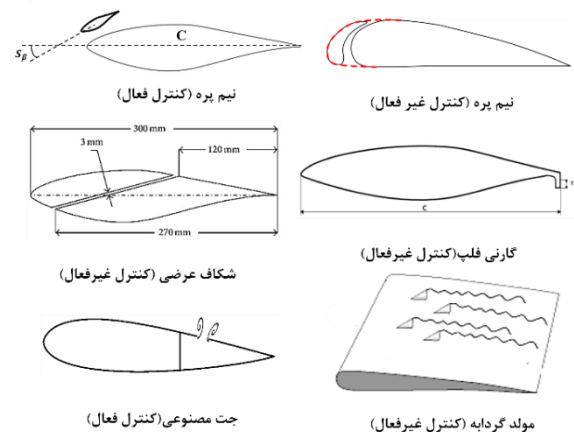 C
Sβ
نیم پره (کنترل فعال)
نیم پره (کنترل غیر فعال)
300 mm
3 mm
120 mm
270 mm
شکاف عرضی (کنترل غیرفعال)
C
گارنی فلپ(کنترل غیرفعال)
جت مصنوعی(کنترل فعال)
مولد گردابه (کنترل غیرفعال)